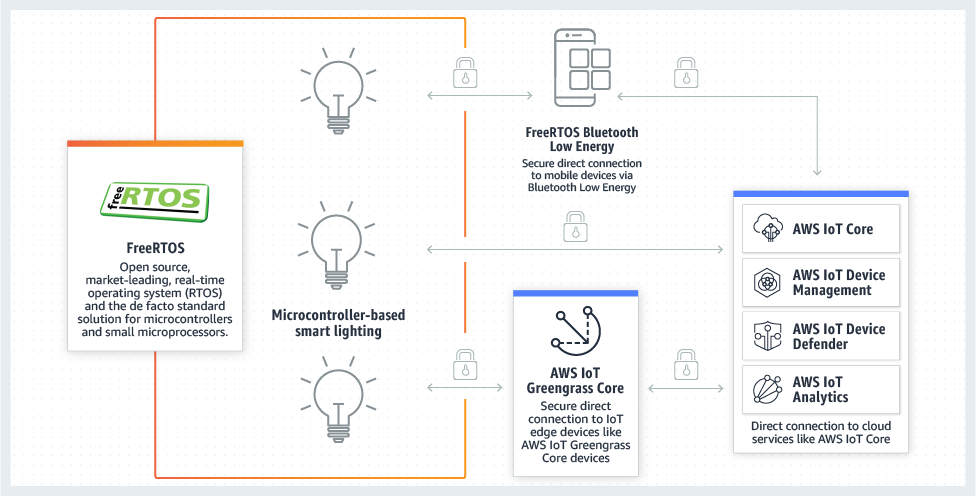 free RTOS
FreeRTOS
Open source,
market-leading, real-time
operating system (RTOS)
and the de facto standard
solution for microcontrollers
and small microprocessors.
Microcontroller-based
smart lighting
FreeRTOS Bluetooth
Low Energy
Secure direct connection
to mobile devices via
Bluetooth Low Energy
AWS IoT
Greengrass Core
Secure direct
connection to IoT
edge devices like
AWS IoT Greengrass
Core devices
AWS IoT Core
AWS IoT Device
Management
AWS IoT Device
Defender
AWS IoT
Analytics
Direct connection to cloud
services like AWS IoT Core